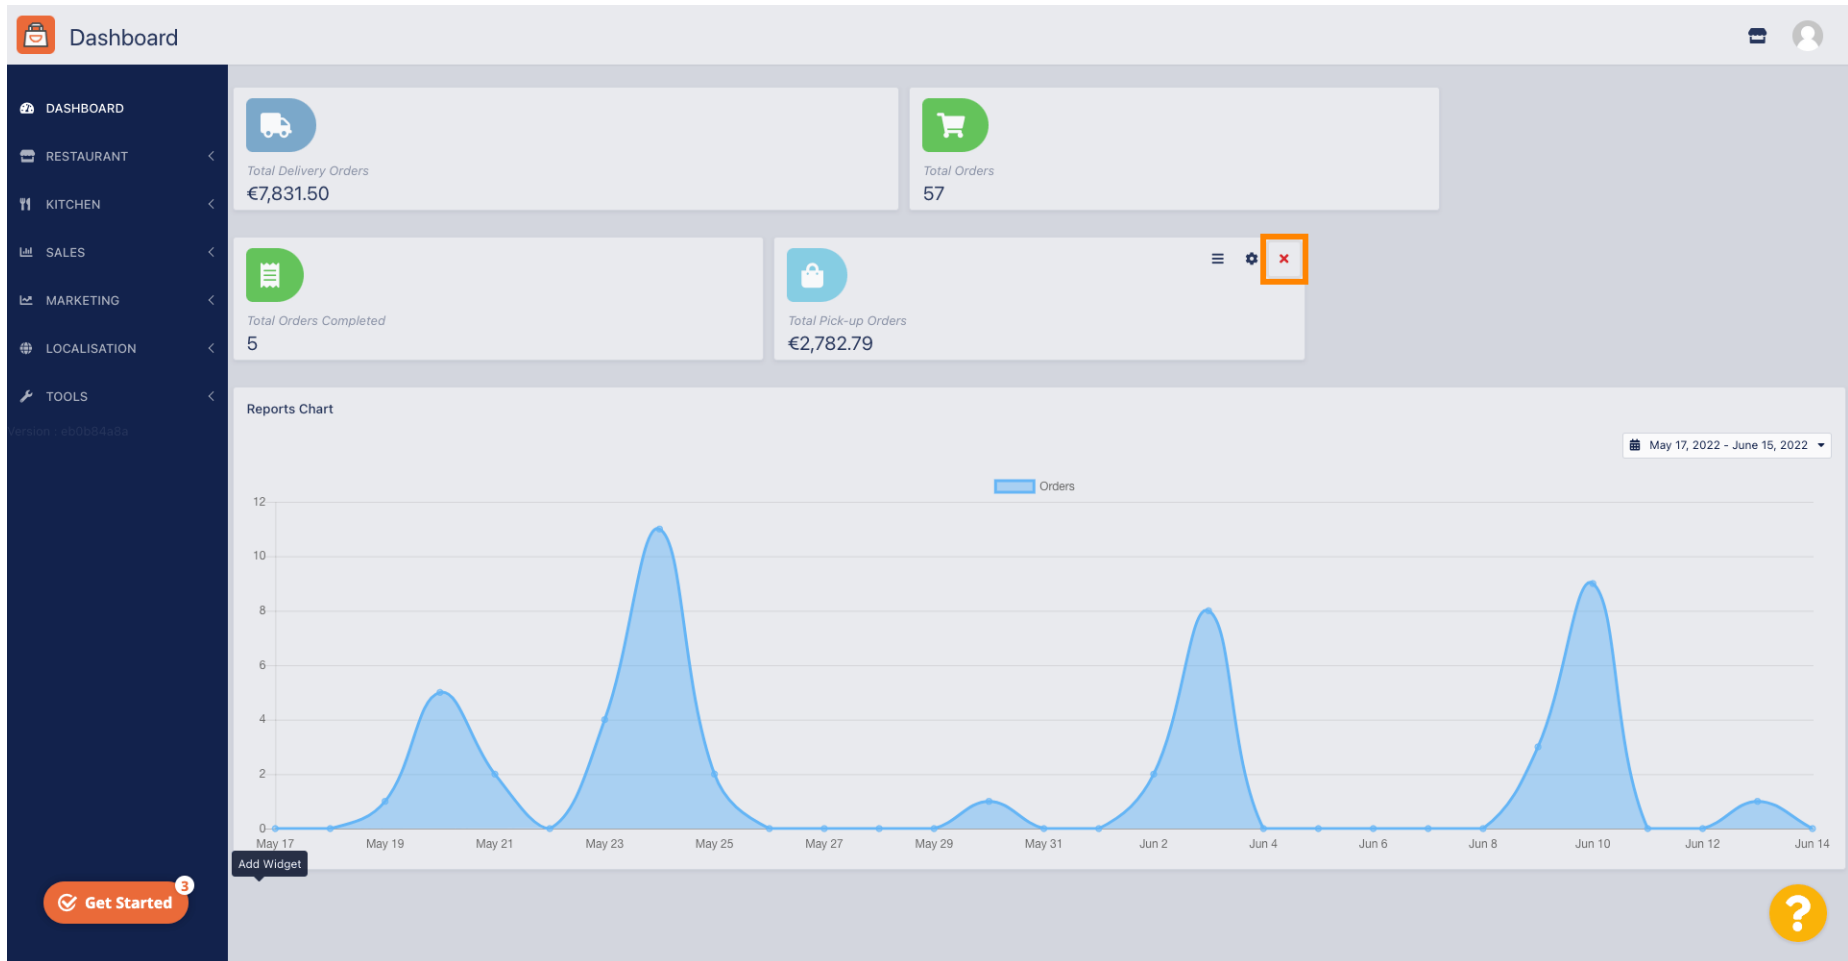 Dashboard
DASHBOARD
RESTAURANT
KITCHEN
SALES
MARKETING
LOCALISATION
TOOLS
Version : eb0b84a8a
Total Delivery Orders
€7,831.50
Total Orders
57
Total Orders Completed
5
Total Pick-up Orders
€2,782.79
Reports Chart
May 17, 2022 - June 15, 2022
Orders
12
10
8
6
4
2
0
May 17 May 19 May 21 May 23 May 25 May 27 May 29 May 31 Jun 2 Jun 4 Jun 6 Jun 8 Jun 10 Jun 12 Jun 14
Add Widget
3
Get Started
?